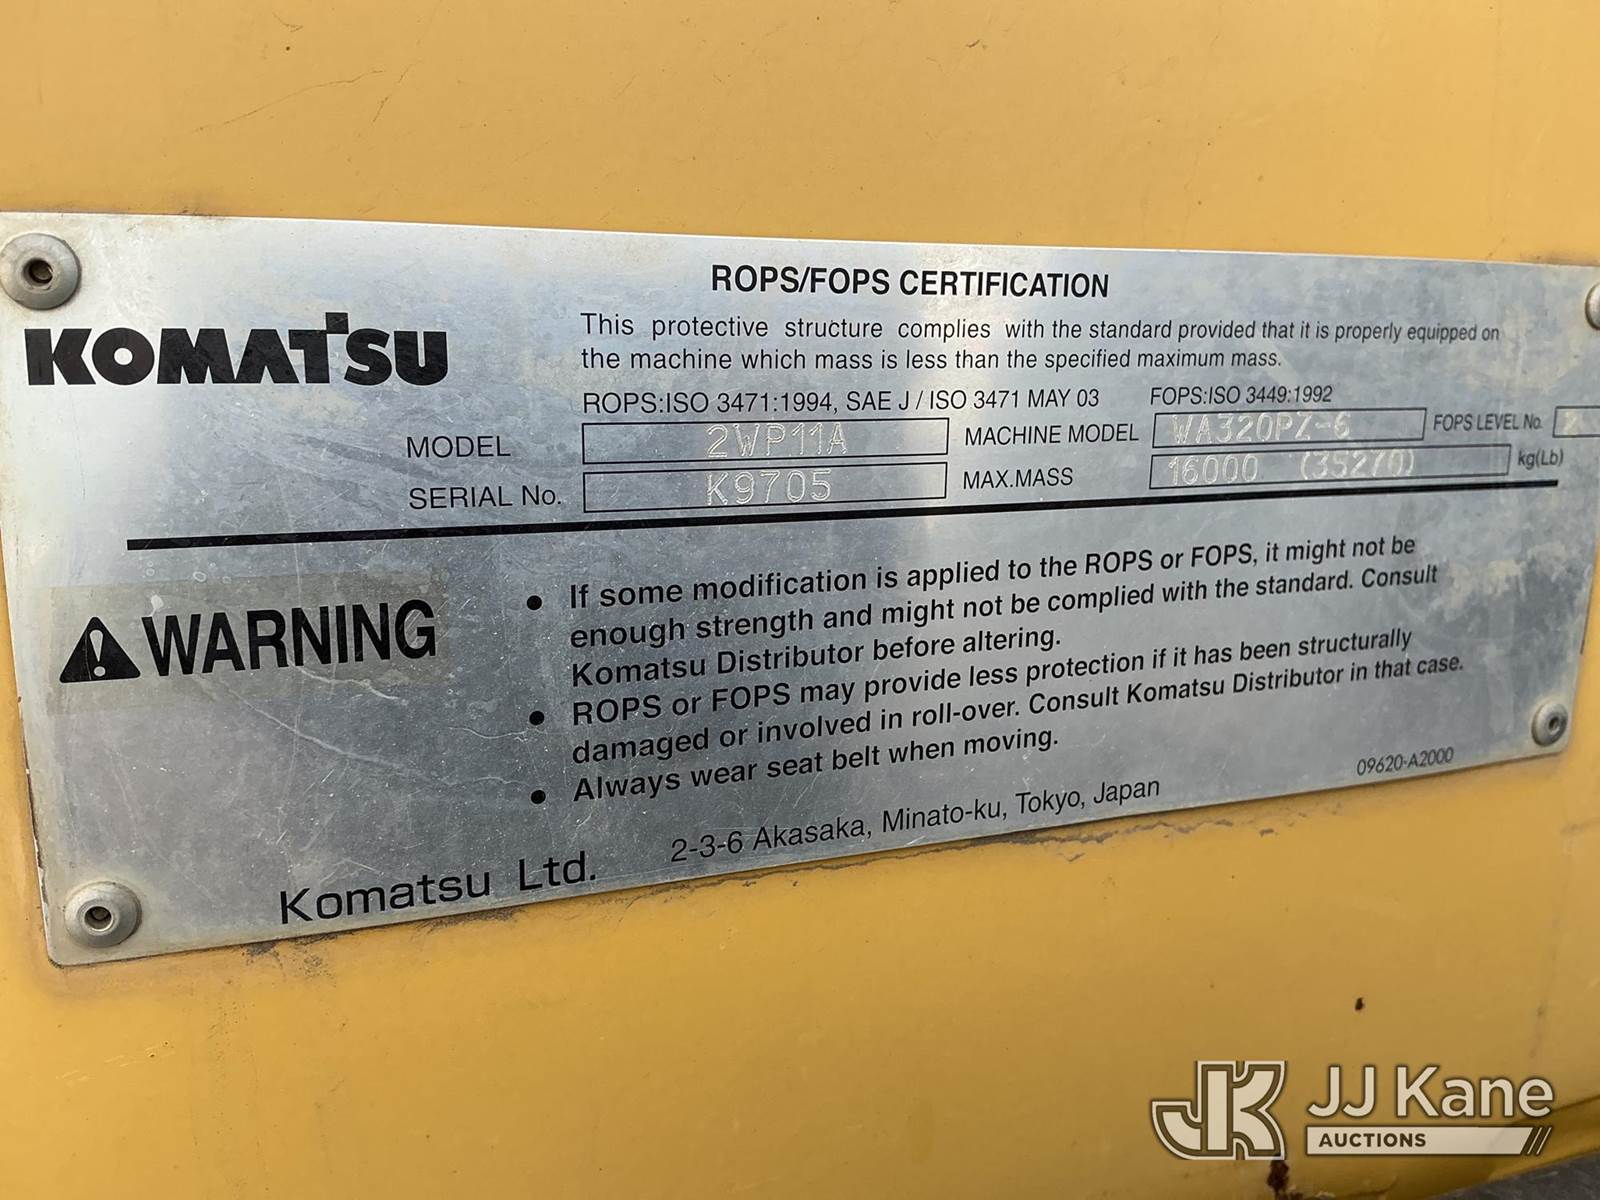 ROPS/FOPS CERTIFICATION
KOMATSU
This protective structure complies with the standard provided that it is properly equipped on
the machine which mass is less than the specified maximum mass.
ROPS:ISO 3471:1994, SAE J / ISO 3471 MAY 03 FOPS:ISO 3449:1992
MODEL 2WP11A MACHINE MODEL WA320PZ-6 FOPS LEVEL No. 2
SERIAL No. K9705 MAX.MASS 16000 (35270) kg(Lb)
WARNING
● If some modification is applied to the ROPS or FOPS, it might not be
enough strength and might not be complied with the standard. Consult
Komatsu Distributor before altering.
● ROPS or FOPS may provide less protection if it has been structurally
damaged or involved in roll-over. Consult Komatsu Distributor in that case.
● Always wear seat belt when moving.
09620-A2000
Komatsu Ltd. 2-3-6 Akasaka, Minato-ku, Tokyo, Japan
JK JJ Kane
AUCTIONS